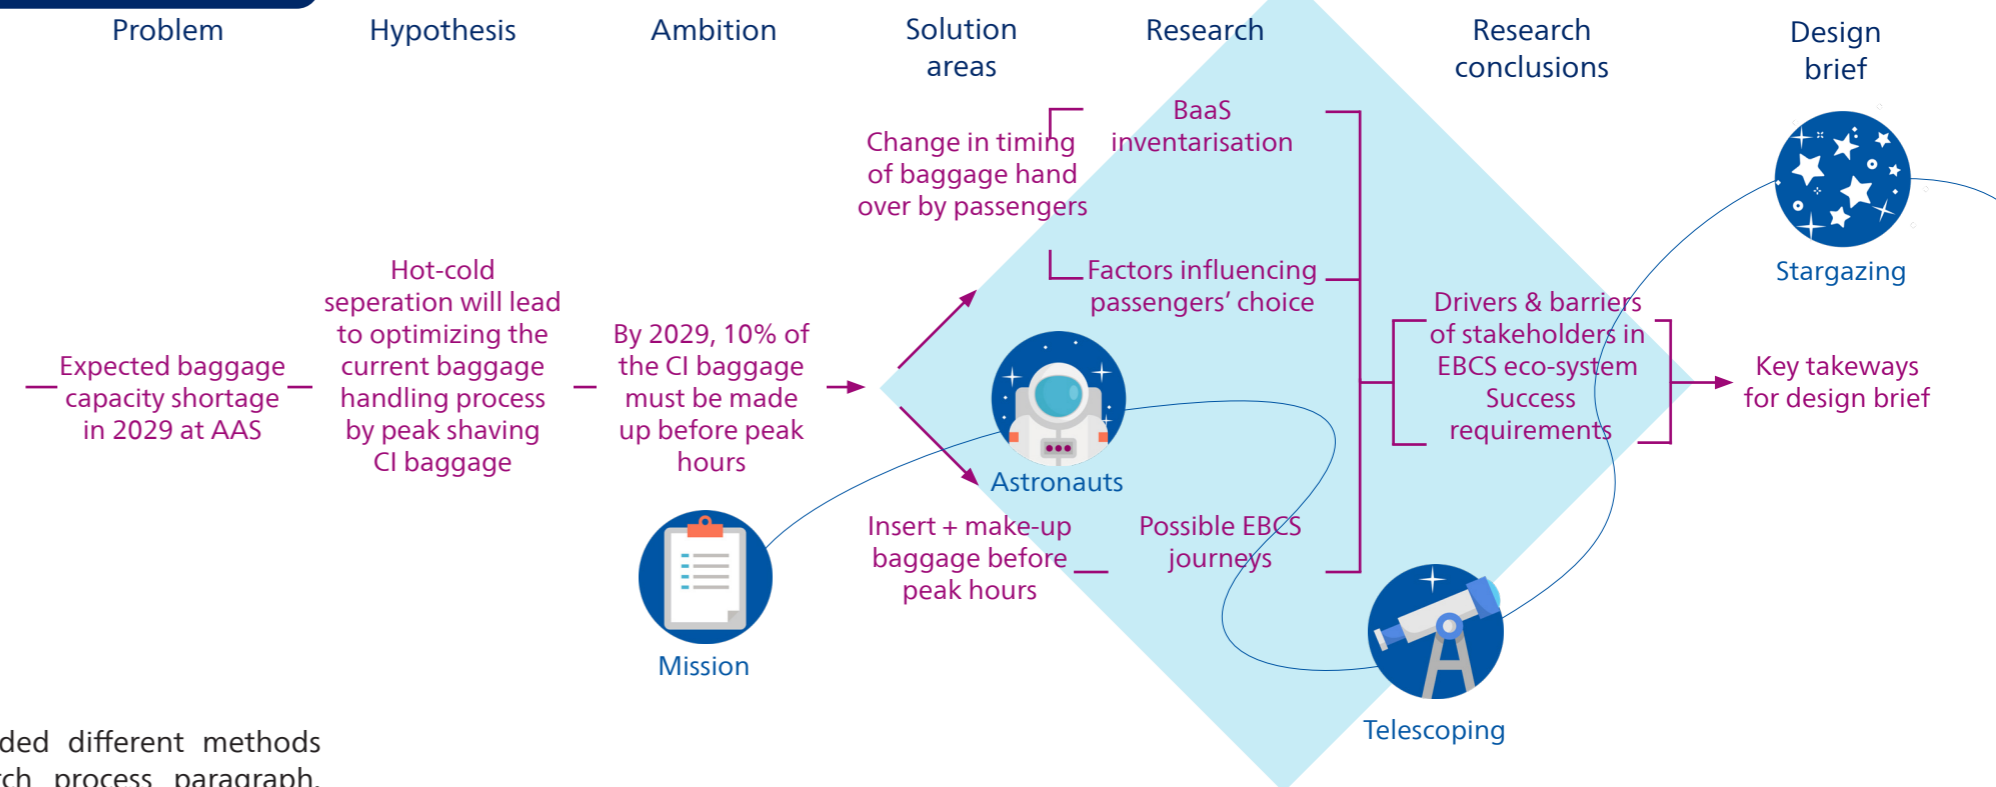 Problem
Hypothesis
Ambition
Solution
areas
Research
Research
conclusions
Design
brief
Expected baggage
capacity shortage
in 2029 at AAS
Hot-cold
seperation will lead
to optimizing the
current baggage
handling process
by peak shaving
CI baggage
By 2029, 10% of
the CI baggage
must be made
up before peak
hours
Change in timing
of baggage hand
over by passengers
Insert + make-up
baggage before
peak hours
BaaS
inventarisation
Factors influencing
passengers’ choice
Possible EBCS
journeys
Drivers & barriers
of stakeholders in
EBCS eco-system
Success
requirements
Key takeways
for design brief
Mission
Astronauts
Telescoping
Stargazing
ded different methods
rch process paragraph.